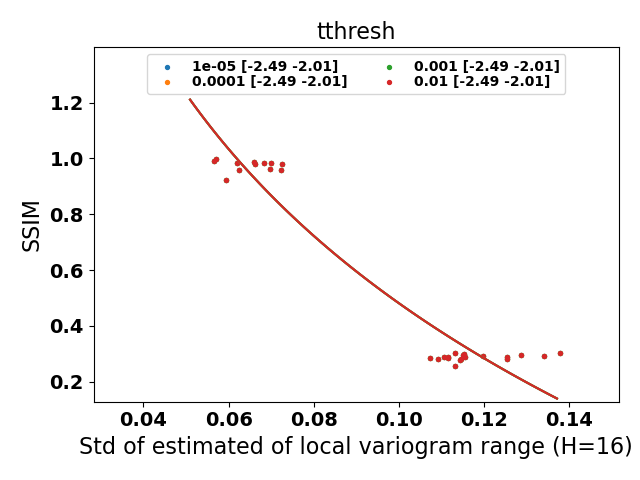 tthresh
1e-05 [-2.49 -2.01]
0.0001 [-2.49 -2.01]
0.001 [-2.49 -2.01]
0.01 [-2.49 -2.01]
SSIM
1.2
1.0
0.8
0.6
0.4
0.2
0.04 0.06 0.08 0.10 0.12 0.14
Std of estimated of local variogram range (H=16)